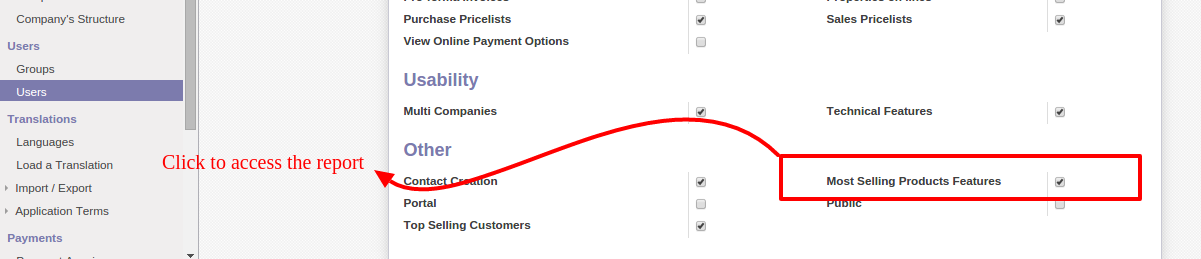 Company's Structure
Users
Groups
Users
Translations
Languages
Load a Translation
Import / Export
Application Terms
Payments
Purchase Pricelists
Sales Pricelists
View Online Payment Options
Usability
Multi Companies
Technical Features
Other
Click to access the report
Contact Creation
Most Selling Products Features
Portal
Public
Top Selling Customers